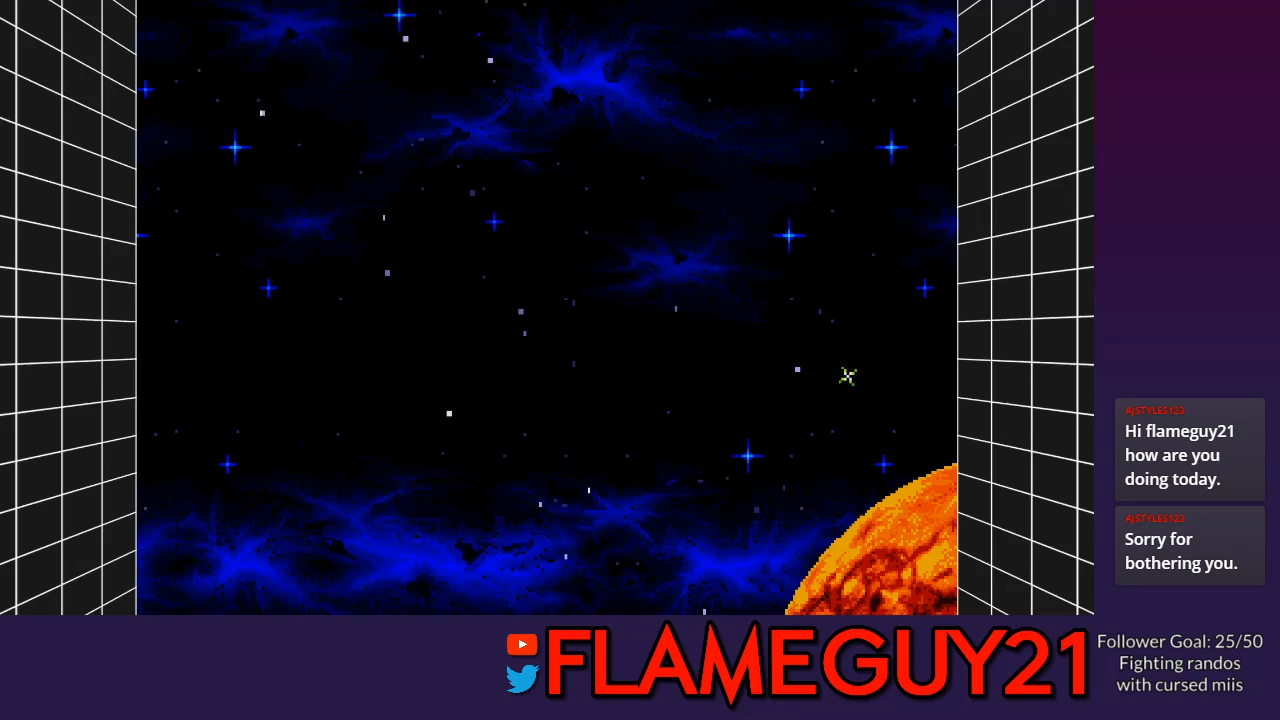 AJSTYLES123
Hi flameguy21
how are you
doing today.
AJSTYLES123
Sorry for
bothering you.
FLAMEGUY21
Follower Goal: 25/50
Fighting randos
with cursed miis